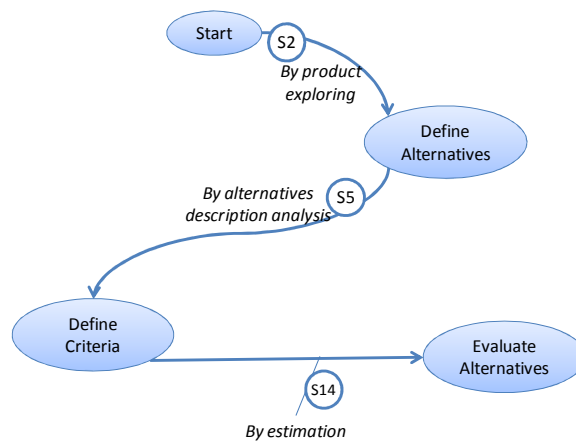 Start
S2
By product
exploring
Define
Alternatives
By alternatives
description analysis
S5
Define
Criteria
Evaluate
Alternatives
S14
By estimation